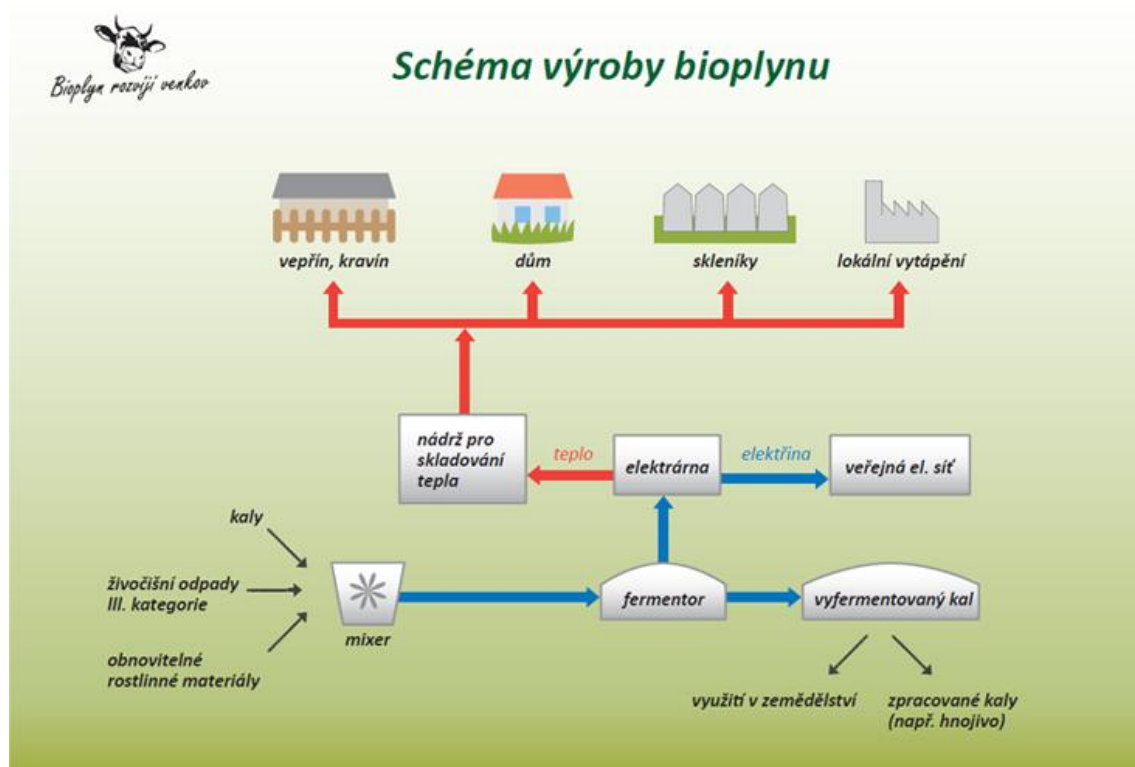 Bioplyn rozvíjí venkov
Schéma výroby bioplynu
vepřín, kravín
dům
skleníky
lokální vytápění
nádrž pro
skladování
tepla
teplo
elektrárna
elektřina
veřejná el. síť
kaly
živočišní odpady
III. kategorie
obnovitelné
rostlinné materiály
mixer
fermentor
vyfermentovaný kal
využití v zemědělství
zpracované kaly
(např. hnojivo)